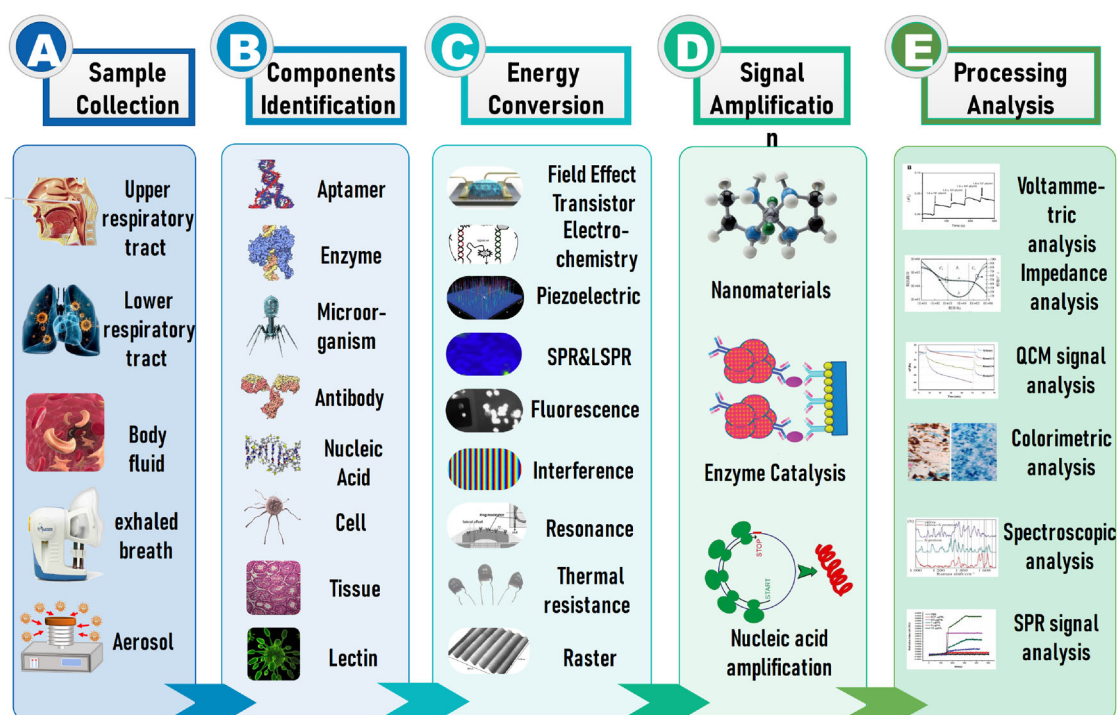 A
Sample
Collection
Upper
respiratory
tract
Lower
respiratory
tract
Body
fluid
exhaled
breath
Aerosol
B
Components
Identification
Aptamer
Enzyme
Microor-
ganism
Antibody
Nucleic
Acid
Cell
Tissue
Lectin
C
Energy
Conversion
Field Effect
Transistor
Electro-
chemistry
Piezoelectric
SPR&LSPR
Fluorescence
Interference
Resonance
Thermal
resistance
Raster
D
Signal
Amplificatio
n
Nanomaterials
Enzyme Catalysis
STOP
START
Nucleic acid
amplification
E
Processing
Analysis
Voltamme-
tric
analysis
Impedance
analysis
QCM signal
analysis
Colorimetric
analysis
Spectroscopic
analysis
SPR signal
analysis